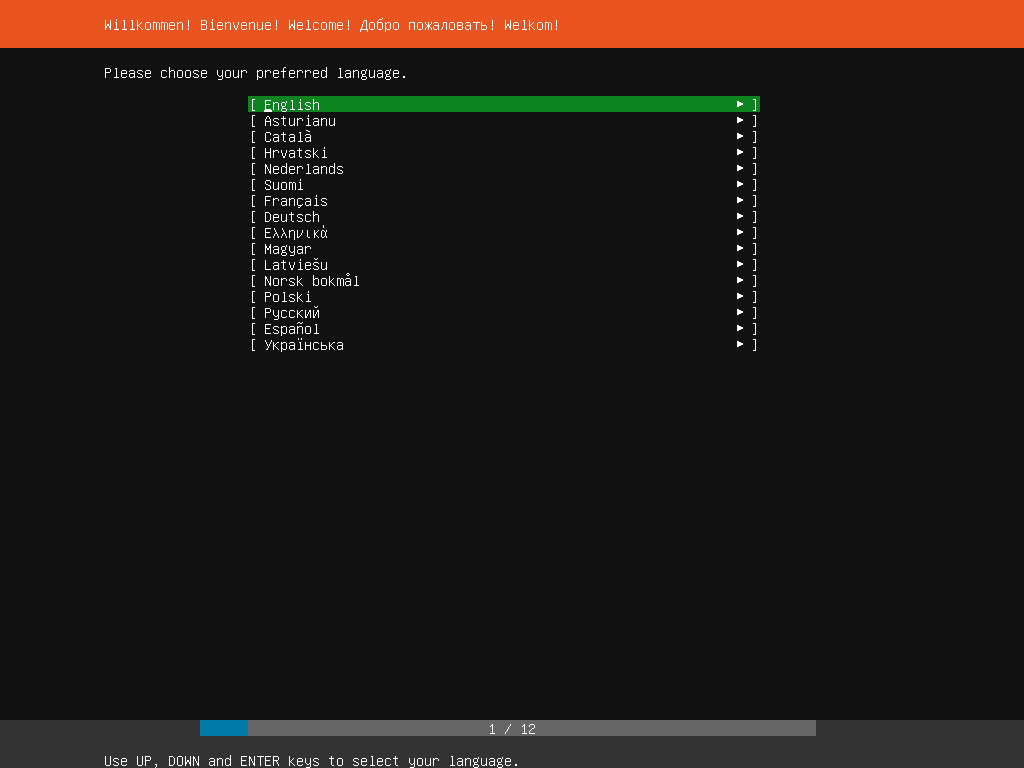 Willkommen! Bienvenue! Welcome! Добро пожаловать! Welkom!
Please choose your preferred language.
[ English ► ]
[ Asturianu ► ]
[ Català ► ]
[ Hrvatski ► ]
[ Nederlands ► ]
[ Suomi ► ]
[ Français ► ]
[ Deutsch ► ]
[ Ελληνικά ► ]
[ Magyar ► ]
[ Latviešu ► ]
[ Norsk bokmål ► ]
[ Polski ► ]
[ Русский ► ]
[ Español ► ]
[ Українська ► ]
1 / 12
Use UP, DOWN and ENTER keys to select your language.